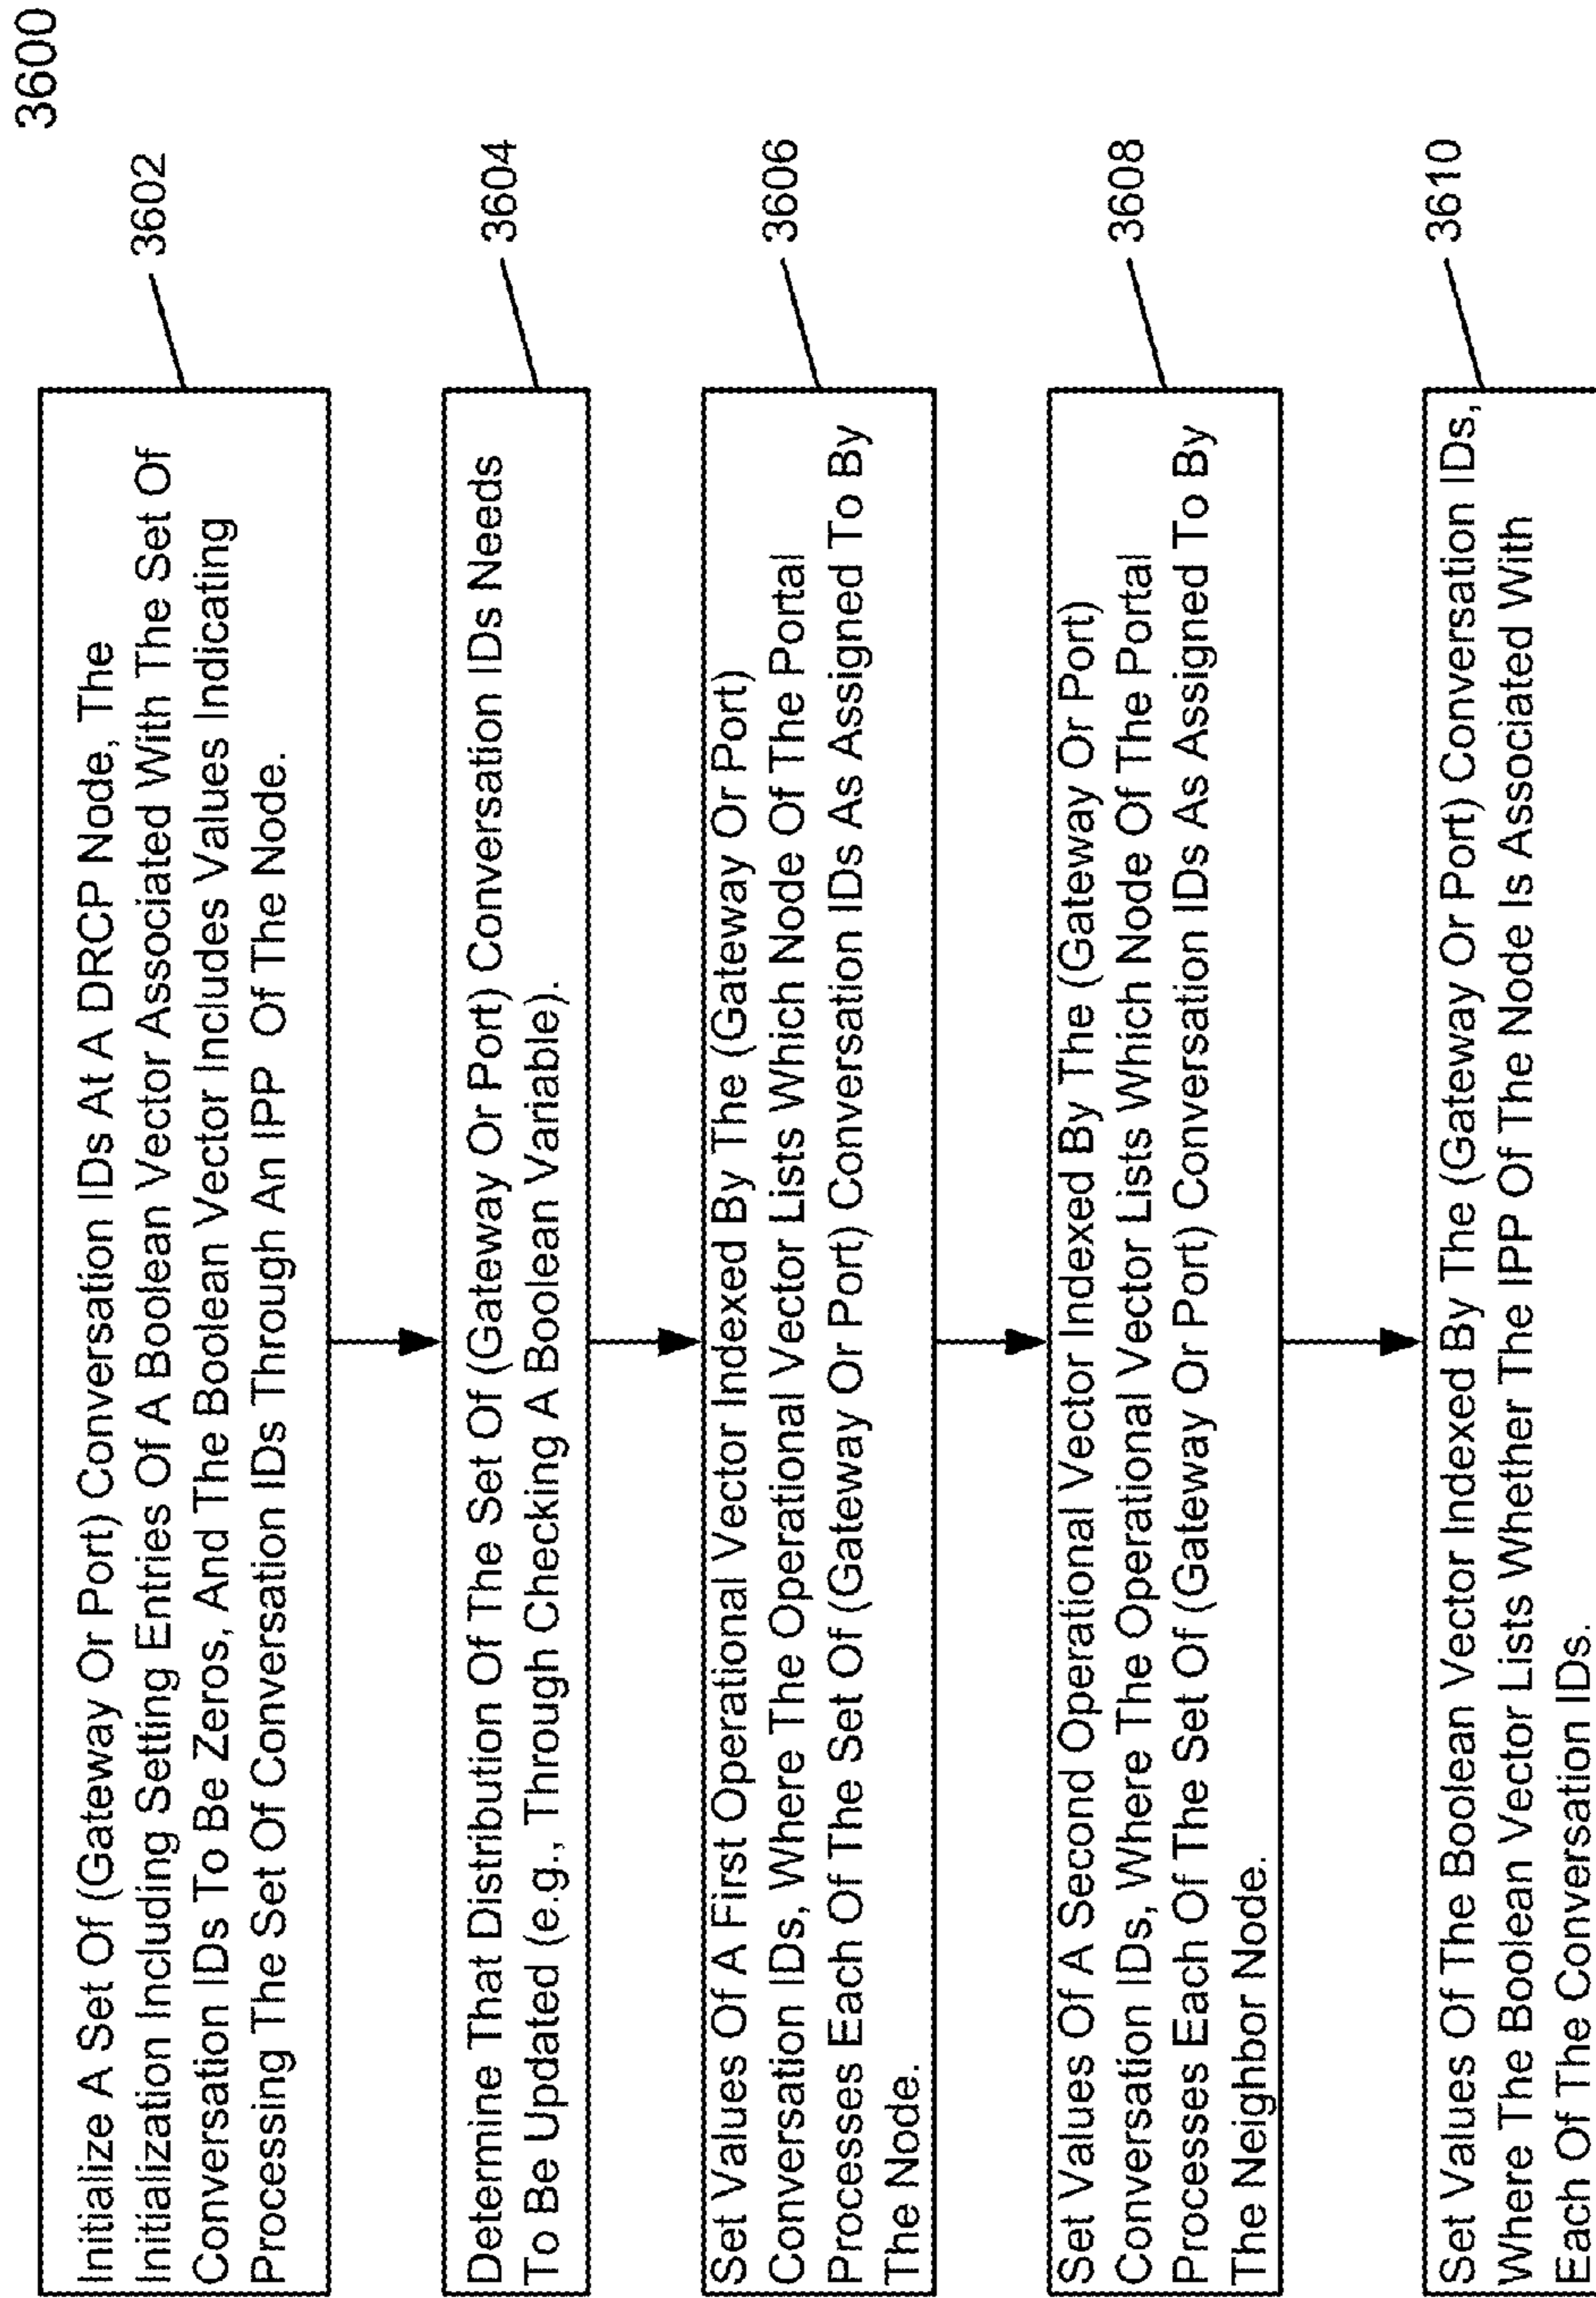 3600
Initialize A Set Of (Gateway Or Port) Conversation IDs At A DRCP Node, The
Initialization Including Setting Entries Of A Boolean Vector Associated With The Set Of
Conversation IDs To Be Zeros, And The Boolean Vector Includes Values Indicating
Processing The Set Of Conversation IDs Through An IPP Of The Node.
3602
Determine That Distribution Of The Set Of (Gateway Or Port) Conversation IDs Needs
To Be Updated (e.g., Through Checking A Boolean Variable).
3604
Set Values Of A First Operational Vector Indexed By The (Gateway Or Port)
Conversation IDs, Where The Operational Vector Lists Which Node Of The Portal
Processes Each Of The Set Of (Gateway Or Port) Conversation IDs As Assigned To By
The Node.
3606
Set Values Of A Second Operational Vector Indexed By The (Gateway Or Port)
Conversation IDs, Where The Operational Vector Lists Which Node Of The Portal
Processes Each Of The Set Of (Gateway Or Port) Conversation IDs As Assigned To By
The Neighbor Node.
3608
Set Values Of The Boolean Vector Indexed By The (Gateway Or Port) Conversation IDs,
Where The Boolean Vector Lists Whether The IPP Of The Node Is Associated With
Each Of The Conversation IDs.
3610